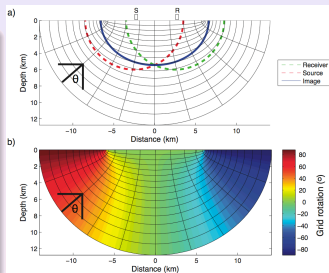 a)
S R
0
2
4
6
8
10
12
Depth (km)
θ
−10 −5 0 5 10
Distance (km)
Receiver
Source
Image
b)
0
2
4
6
8
10
12
Depth (km)
θ
−10 −5 0 5 10
Distance (km)
80
60
40
20
0
−20
−40
−60
−80
Grid rotation (º)